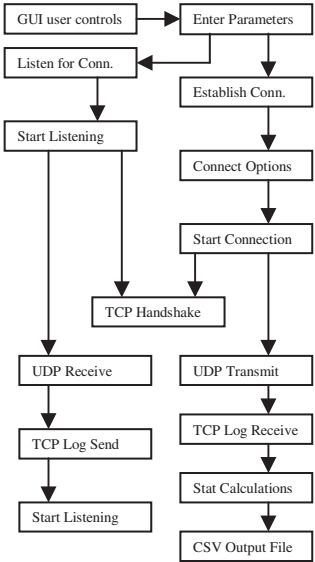 GUI user controls
Enter Parameters
Listen for Conn.
Establish Conn.
Start Listening
Connect Options
Start Connection
TCP Handshake
UDP Receive
UDP Transmit
TCP Log Send
TCP Log Receive
Start Listening
Stat Calculations
CSV Output File